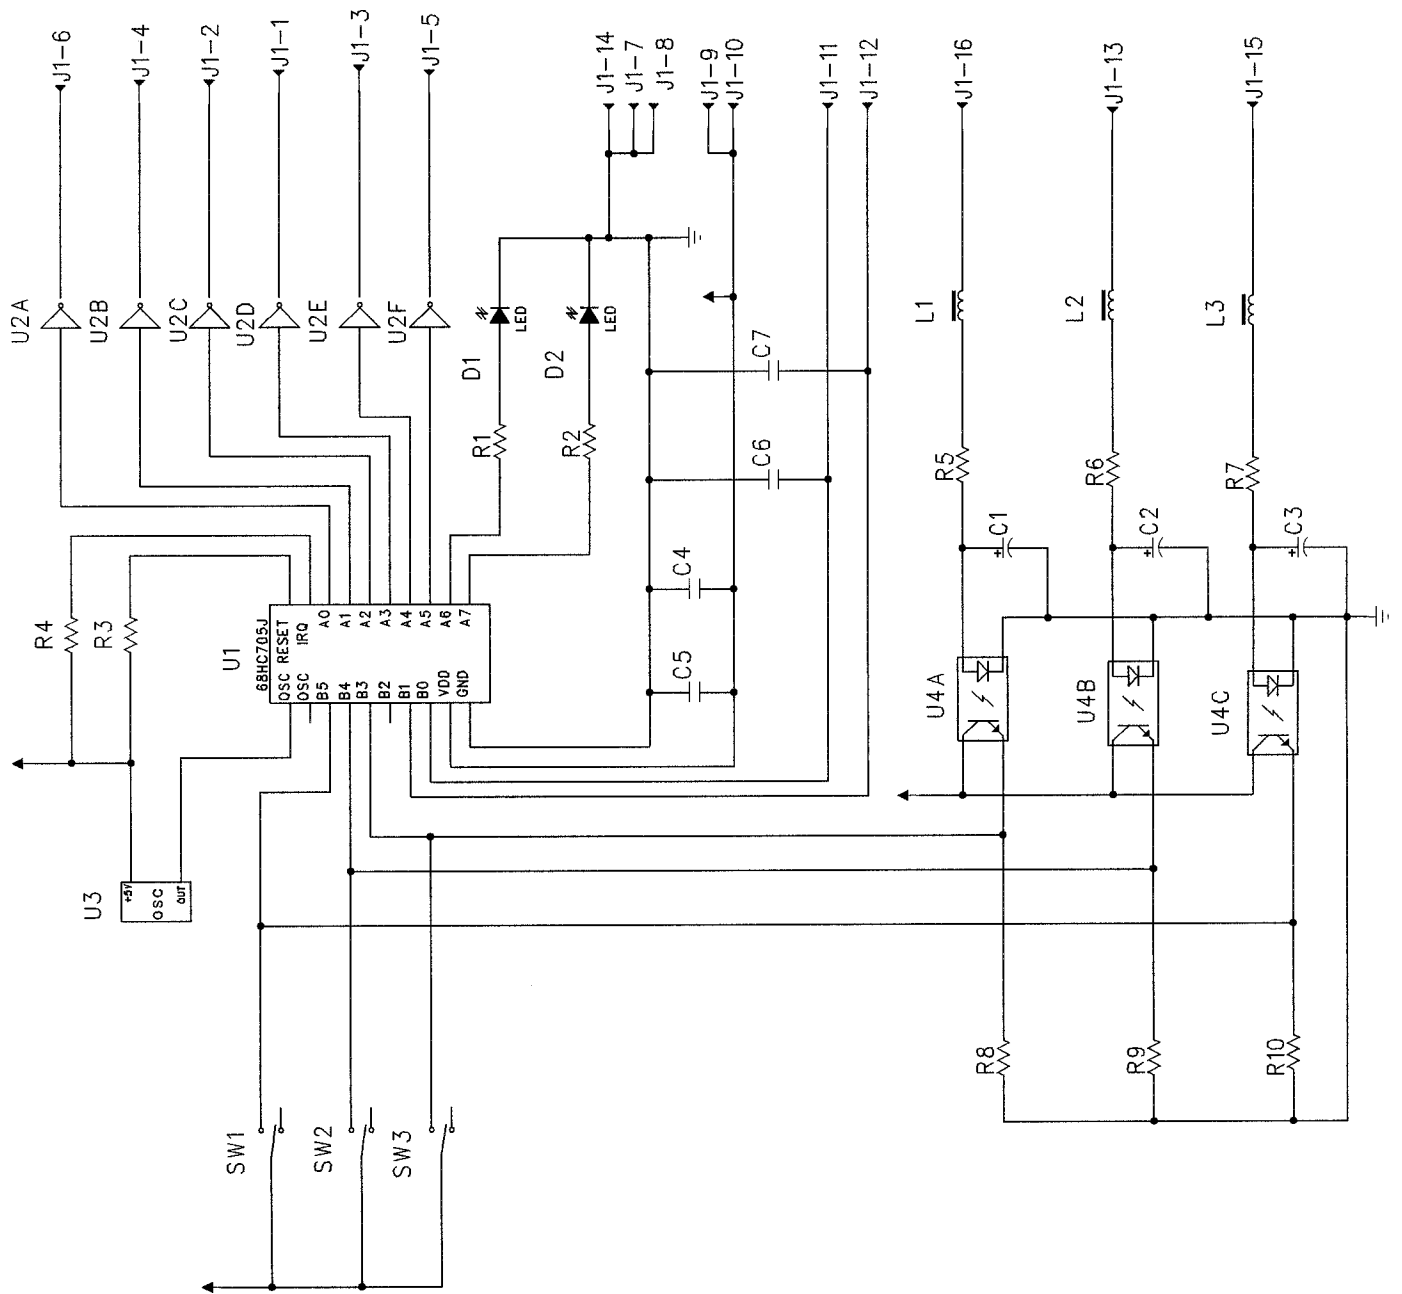 J1-6
J1-4
J1-2
J1-1
J1-3
J1-5
J1-14
J1-7
J1-8
J1-9
J1-10
J1-11
J1-12
J1-16
J1-13
J1-15
U2A
U2B
U2C
U2D
U2E
U2F
LED
LED
D1
D2
R1
R2
L1
L2
L3
C7
C6
R5
R6
R7
C1
C2
C3
+
+
+
C4
C5
R4
R3
U1
68HC705J
OSC RESET
OSC IRQ
B5 A0
B4 A1
B3 A2
B2 A3
B1 A4
B0 A5
VDD A6
GND A7
U4A
U4B
U4C
U3
+5V
OSC
OUT
R8
R9
R10
SW1
SW2
SW3